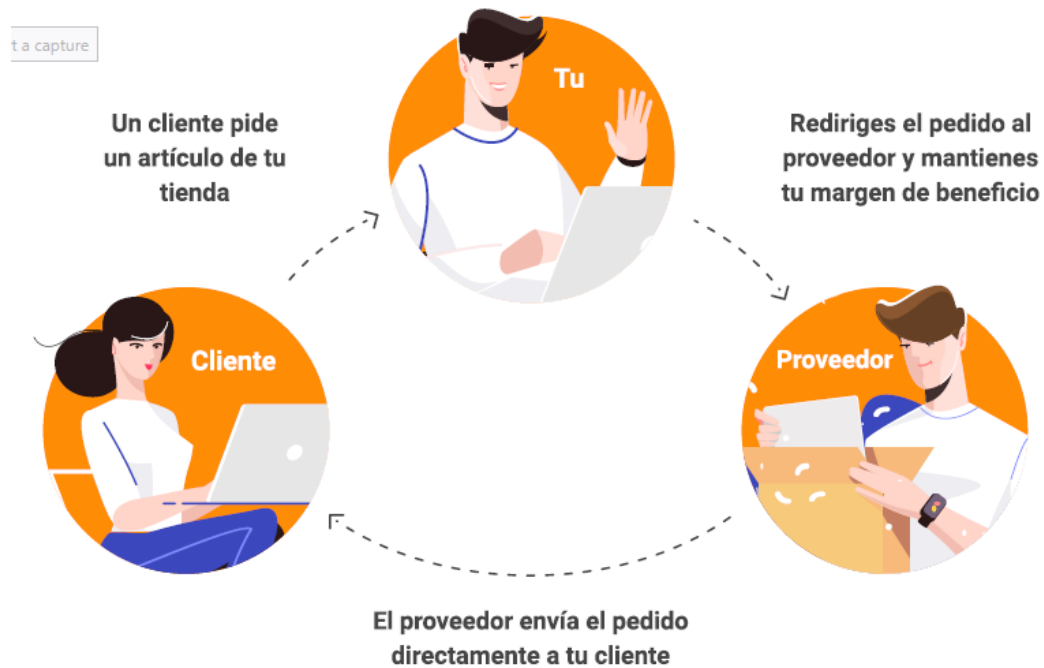 t a capture
Tu
Un cliente pide
un artículo de tu
tienda
Rediriges el pedido al
proveedor y mantienes
tu margen de beneficio
Cliente
Proveedor
El proveedor envía el pedido
directamente a tu cliente